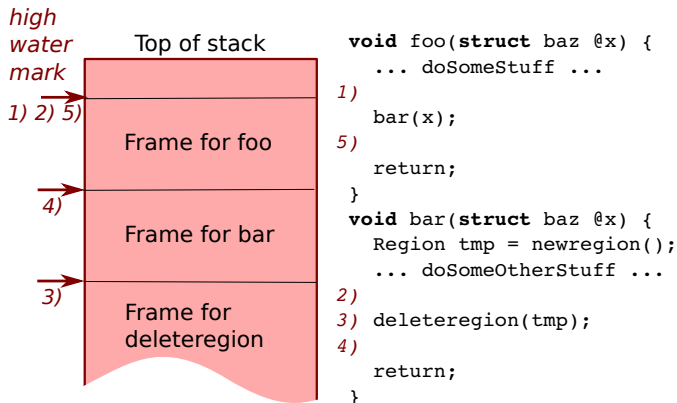 high
water
mark
Top of stack
1) 2) 5)
Frame for foo
4)
Frame for bar
3)
Frame for
deleteregion
void foo(struct baz @x) {
... doSomeStuff ...
1)
bar(x);
5)
return;
}
void bar(struct baz @x) {
Region tmp = newregion();
... doSomeOtherStuff ...
2)
3) deleteregion(tmp);
4)
return;
}